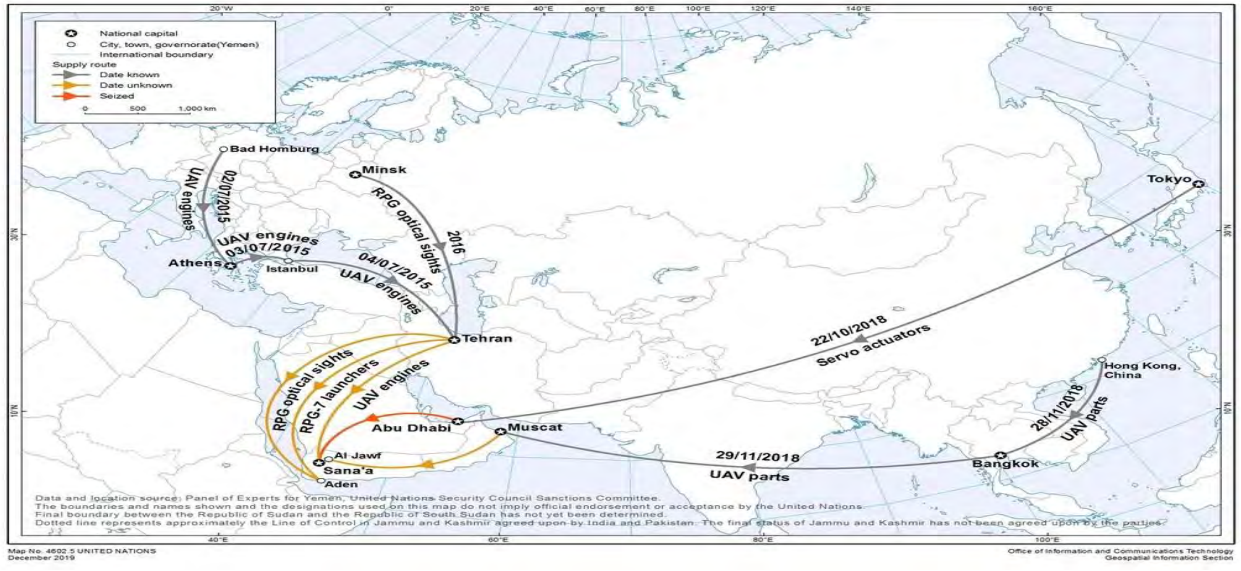 20°W 0° 20°E 40°E 60°E 80°E 100°E 120°E 140°E 160°E
National capital
City, town, governorate(Yemen)
International boundary
Supply route
Date known
Date unknown
Seized
0 500 1,000 km
Bad Homburg
Minsk
Tokyo
UAV engines
02/07/2015
RPG optical sights
2016
30°N
30°N
UAV engines
03/07/2015
Athens
Istanbul
04/07/2015
UAV engines
Tehran
22/10/2018
Servo actuators
Hong Kong,
China
RPG optical sights
RPG-7 launchers
UAV engines
10°N
10°N
Abu Dhabi
Muscat
28/11/2018
UAV parts
Al Jawf
Sana'a
Aden
29/11/2018
UAV parts
Bangkok
Data and location source: Panel of Experts for Yemen, United Nations Security Council Sanctions Committee.
The boundaries and names shown and the designations used on this map do not imply official endorsement or acceptance by the United Nations.
Final boundary between the Republic of Sudan and the Republic of South Sudan has not yet been determined.
Dotted line represents approximately the Line of Control in Jammu and Kashmir agreed upon by India and Pakistan. The final status of Jammu and Kashmir has not been agreed upon by the parties.
40°E 60°E 80°E 100°E
Map No. 4602.5 UNITED NATIONS
December 2019
Office of Information and Communications Technology
Geospatial Information Section